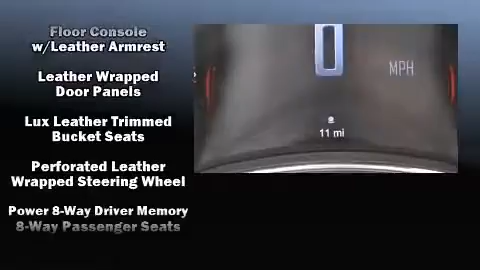 Floor Console
w/Leather Armrest
Leather Wrapped
Door Panels
Lux Leather Trimmed
Bucket Seats
Perforated Leather
Wrapped Steering Wheel
Power 8-Way Driver Memory
8-Way Passenger Seats
0
MPH
11 mi